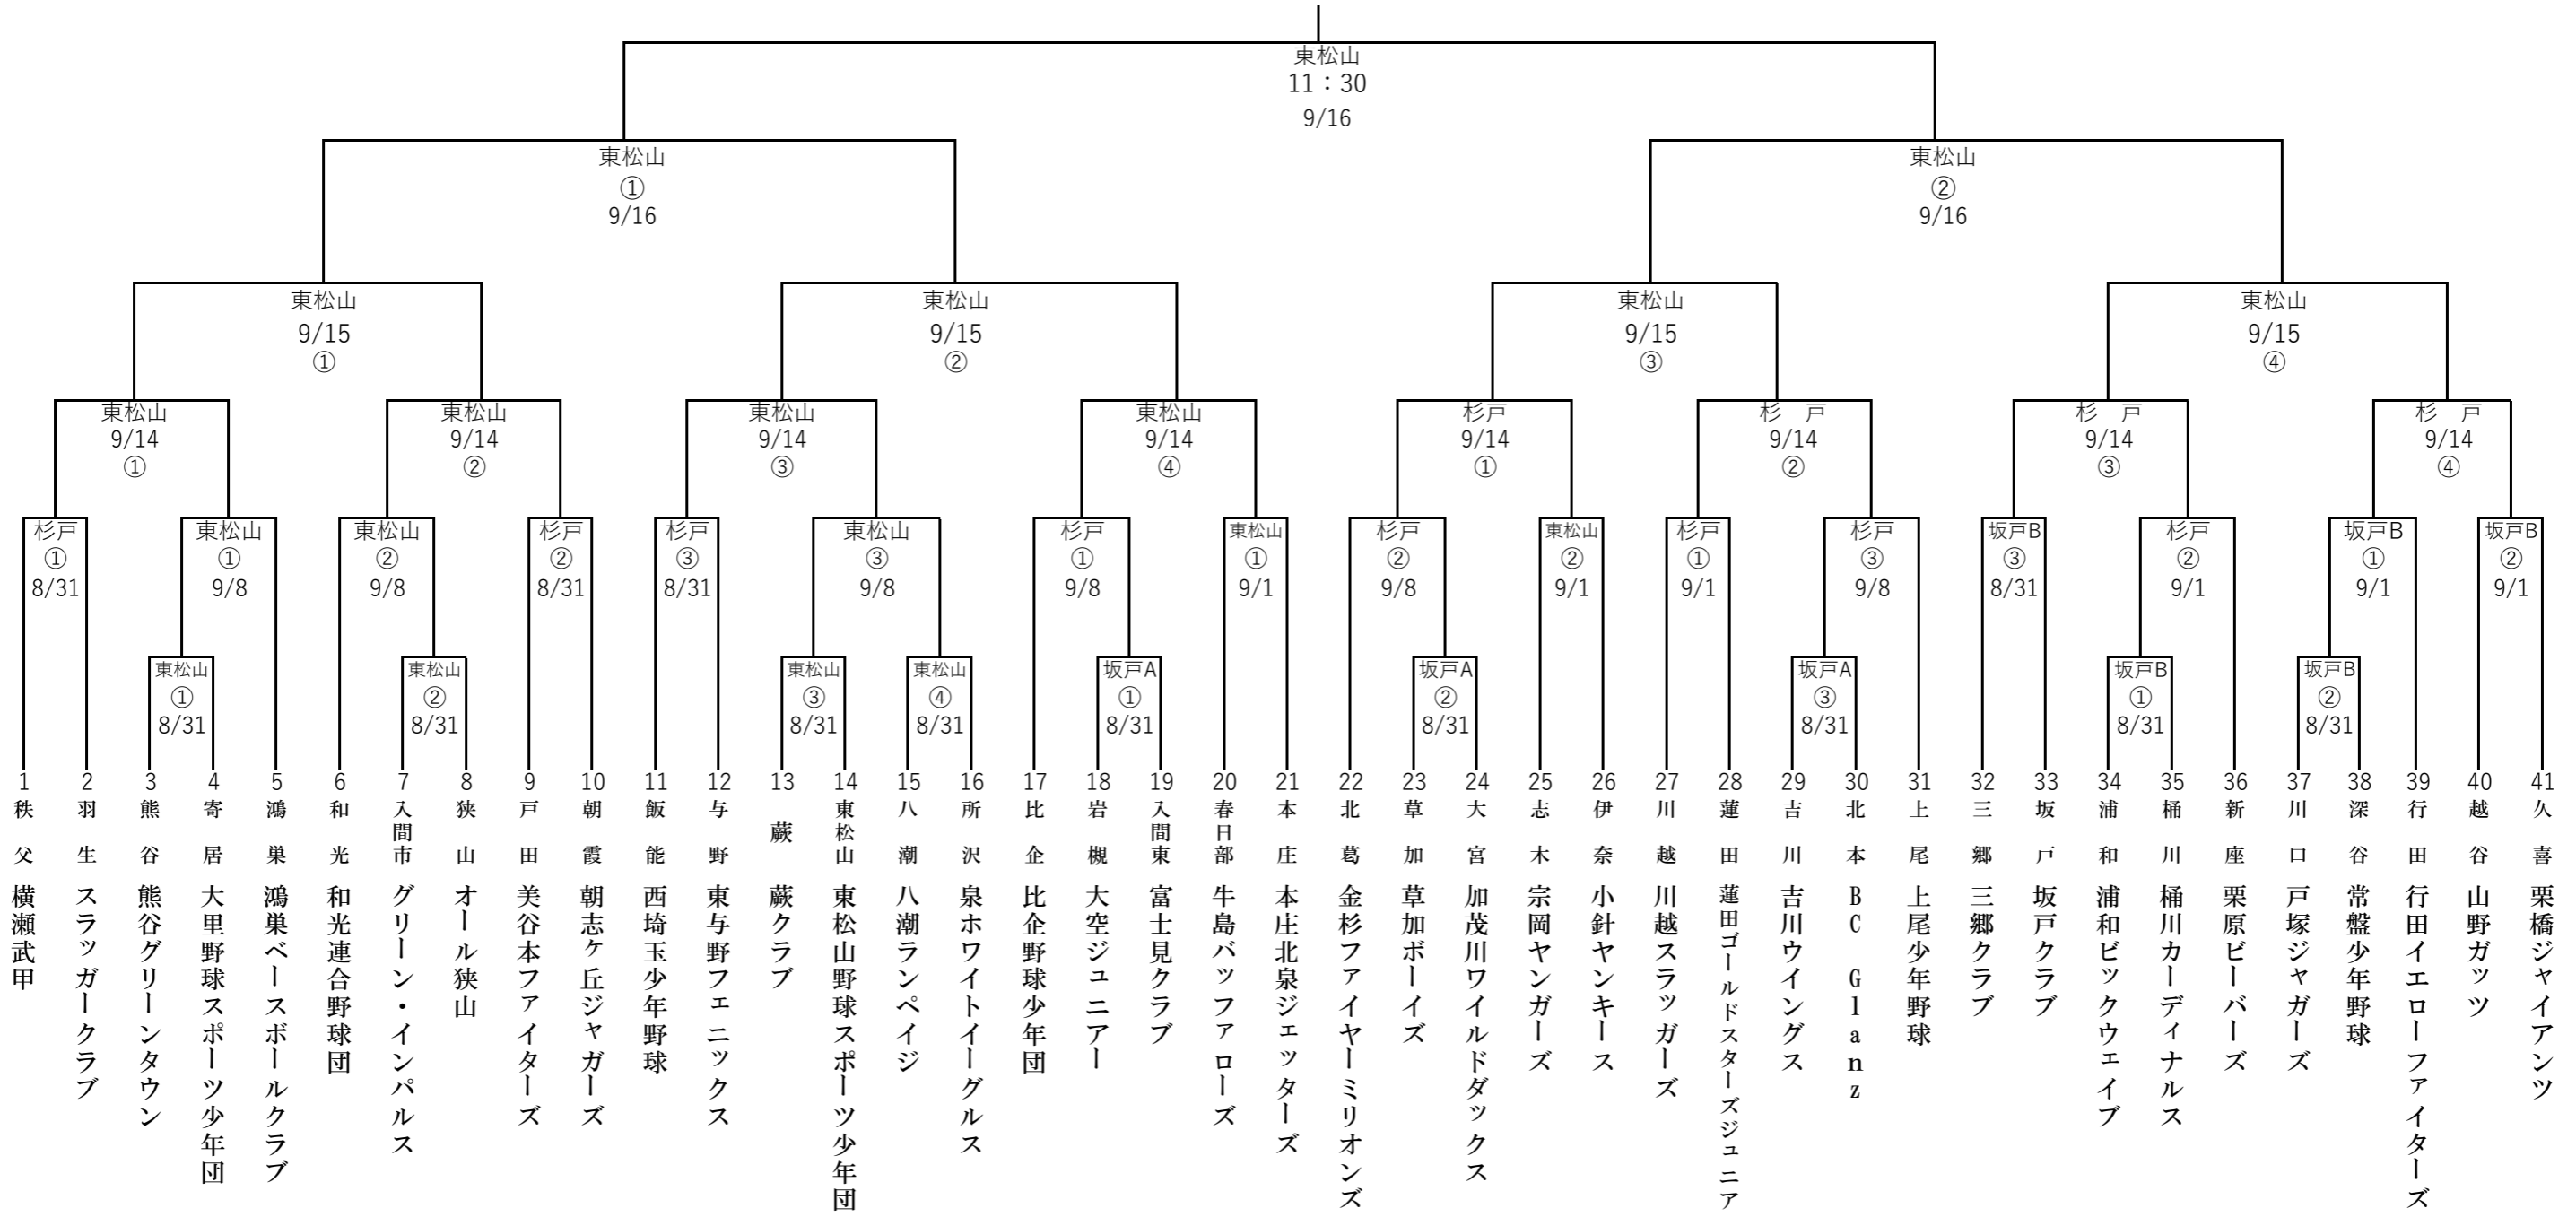 東松山
11：30
9/16
東松山
①
9/16
東松山
②
9/16
東松山
9/15
①
東松山
9/15
②
東松山
9/15
③
東松山
9/15
④
東松山
9/14
①
東松山
9/14
②
東松山
9/14
③
東松山
9/14
④
杉戸
9/14
①
杉　戸
9/14
②
杉　戸
9/14
③
杉　戸
9/14
④
杉戸
①
8/31
東松山
①
9/8
東松山
②
9/8
杉戸
②
8/31
杉戸
③
8/31
東松山
③
9/8
杉戸
①
9/8
東松山
①
9/1
杉戸
②
9/8
東松山
②
9/1
杉戸
①
9/1
杉戸
③
9/8
坂戸B
③
8/31
杉戸
②
9/1
坂戸B
①
9/1
坂戸B
②
9/1
東松山
①
8/31
東松山
②
8/31
東松山
③
8/31
東松山
④
8/31
坂戸A
①
8/31
坂戸A
②
8/31
坂戸A
③
8/31
坂戸B
①
8/31
坂戸B
②
8/31
1 秩父 横瀬武甲
2 羽生 スラッガークラブ
3 熊谷 熊谷グリーンタウン
4 寄居 大里野球スポーツ少年団
5 鴻巣 鴻巣ベースボールクラブ
6 和光 和光連合野球団
7 入間市 グリーン・インパルス
8 狭山 オール狭山
9 戸田 美谷本ファイターズ
10 朝霞 朝志ヶ丘ジャガーズ
11 飯能 西埼玉少年野球
12 与野 東与野フェニックス
13 蕨 蕨クラブ
14 東松山 東松山野球スポーツ少年団
15 八潮 八潮ランペイジ
16 所沢 泉ホワイトイーグルス
17 比企 比企野球少年団
18 岩槻 大空ジュニアー
19 入間東 富士見クラブ
20 春日部 牛島バッファローズ
21 本庄 本庄北泉ジェッターズ
22 北葛 金杉ファイヤーミリオンズ
23 草加 草加ボーイズ
24 大宮 加茂川ワイルドダックス
25 志木 宗岡ヤンガーズ
26 伊奈 小針ヤンキース
27 川越 川越スラッガーズ
28 蓮田 蓮田ゴールドスターズジュニア
29 吉川 吉川ウイングス
30 北本 BC Glanz
31 上尾 上尾少年野球
32 三郷 三郷クラブ
33 坂戸 坂戸クラブ
34 浦和 浦和ビックウェイブ
35 桶川 桶川カーディナルス
36 新座 栗原ビーバーズ
37 川口 戸塚ジャガーズ
38 深谷 常盤少年野球
39 行田 行田イエローファイターズ
40 越谷 山野ガッツ
41 久喜 栗橋ジャイアンツ